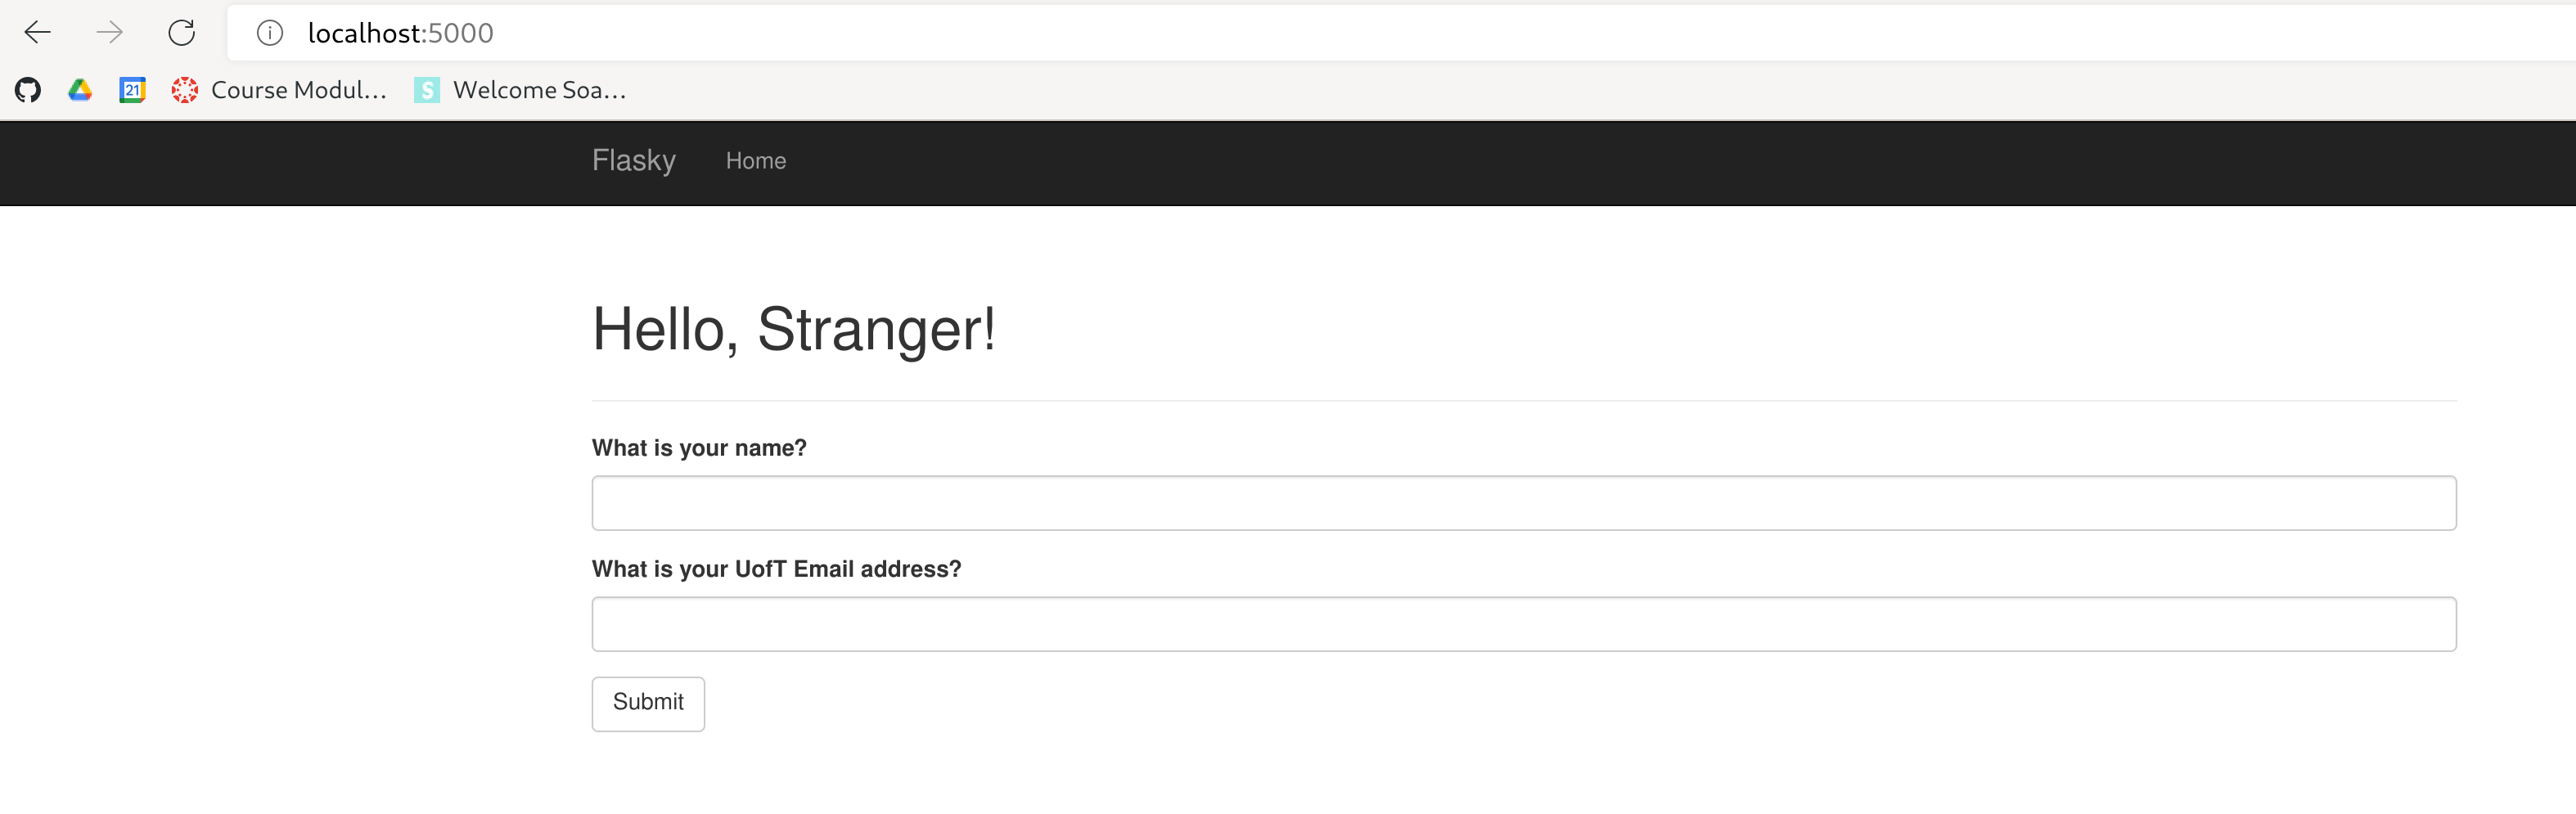 localhost:5000
21 Course Modul... S Welcome Soa...
Flasky Home
Hello, Stranger!
What is your name?
What is your UofT Email address?
Submit